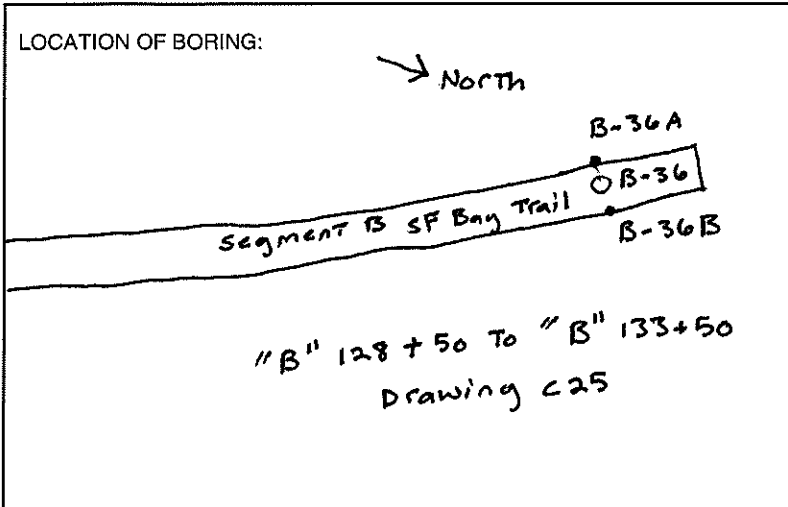 LOCATION OF BORING:
North
B-36A
B-36
Segment B SF Bay Trail
B-36B
"B" 128+50 To "B" 133+50
Drawing C25